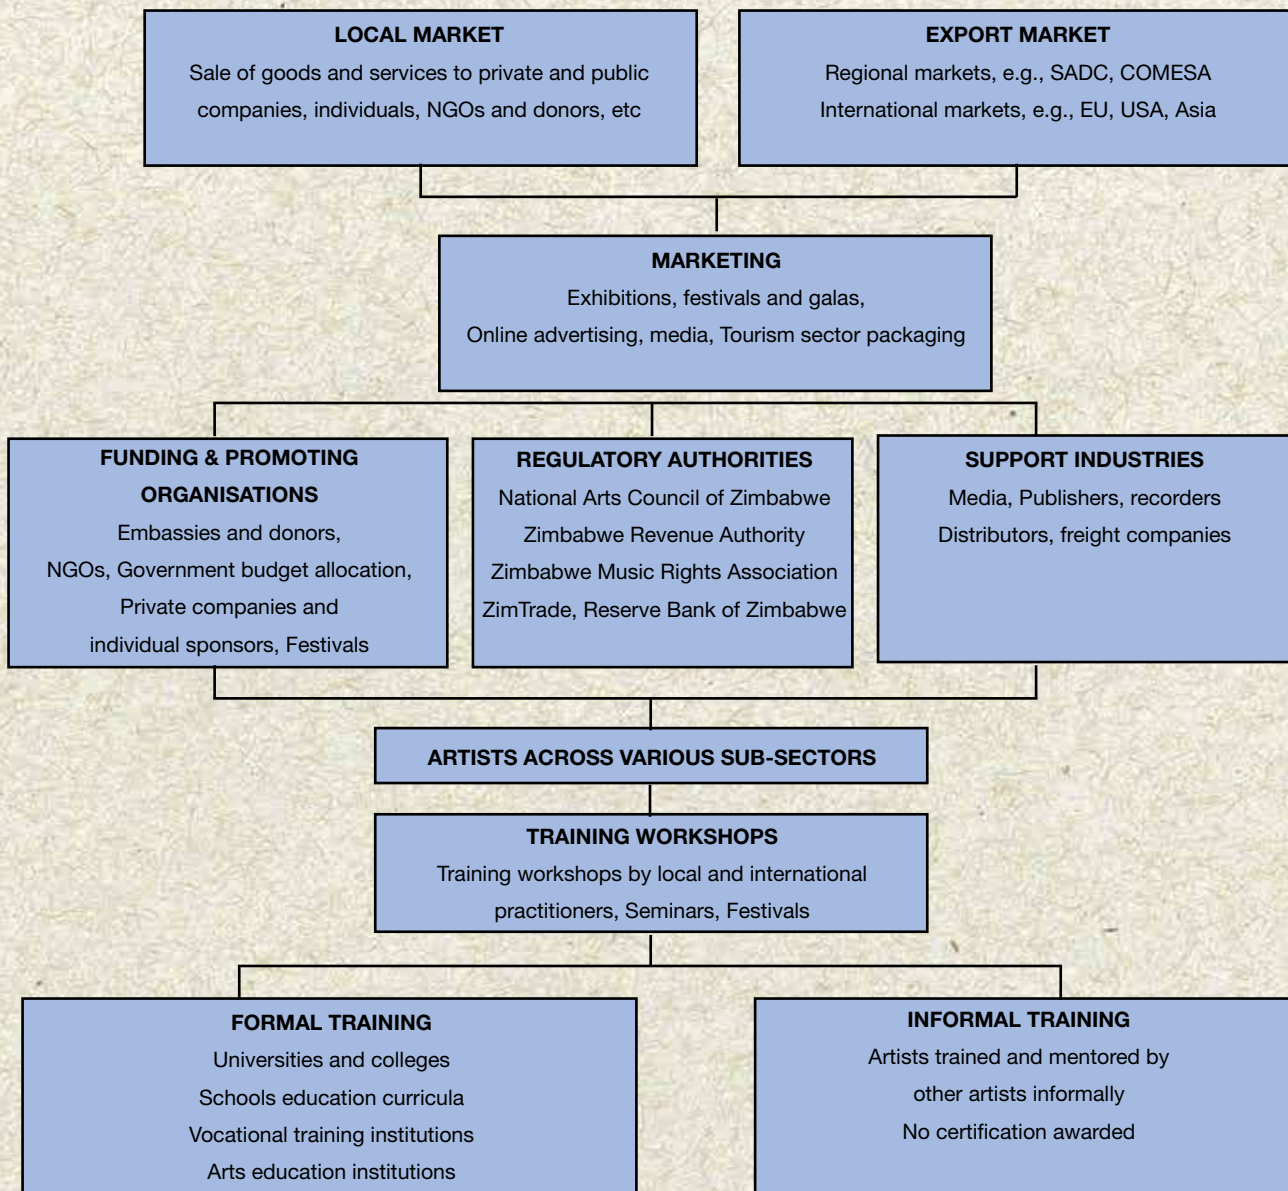 LOCAL MARKET
Sale of goods and services to private and public
companies, individuals, NGOs and donors, etc
EXPORT MARKET
Regional markets, e.g., SADC, COMESA
International markets, e.g., EU, USA, Asia
MARKETING
Exhibitions, festivals and galas,
Online advertising, media, Tourism sector packaging
FUNDING & PROMOTING
ORGANISATIONS
Embassies and donors,
NGOs, Government budget allocation,
Private companies and
individual sponsors, Festivals
REGULATORY AUTHORITIES
National Arts Council of Zimbabwe
Zimbabwe Revenue Authority
Zimbabwe Music Rights Association
ZimTrade, Reserve Bank of Zimbabwe
SUPPORT INDUSTRIES
Media, Publishers, recorders
Distributors, freight companies
ARTISTS ACROSS VARIOUS SUB-SECTORS
TRAINING WORKSHOPS
Training workshops by local and international
practitioners, Seminars, Festivals
FORMAL TRAINING
Universities and colleges
Schools education curricula
Vocational training institutions
Arts education institutions
INFORMAL TRAINING
Artists trained and mentored by
other artists informally
No certification awarded